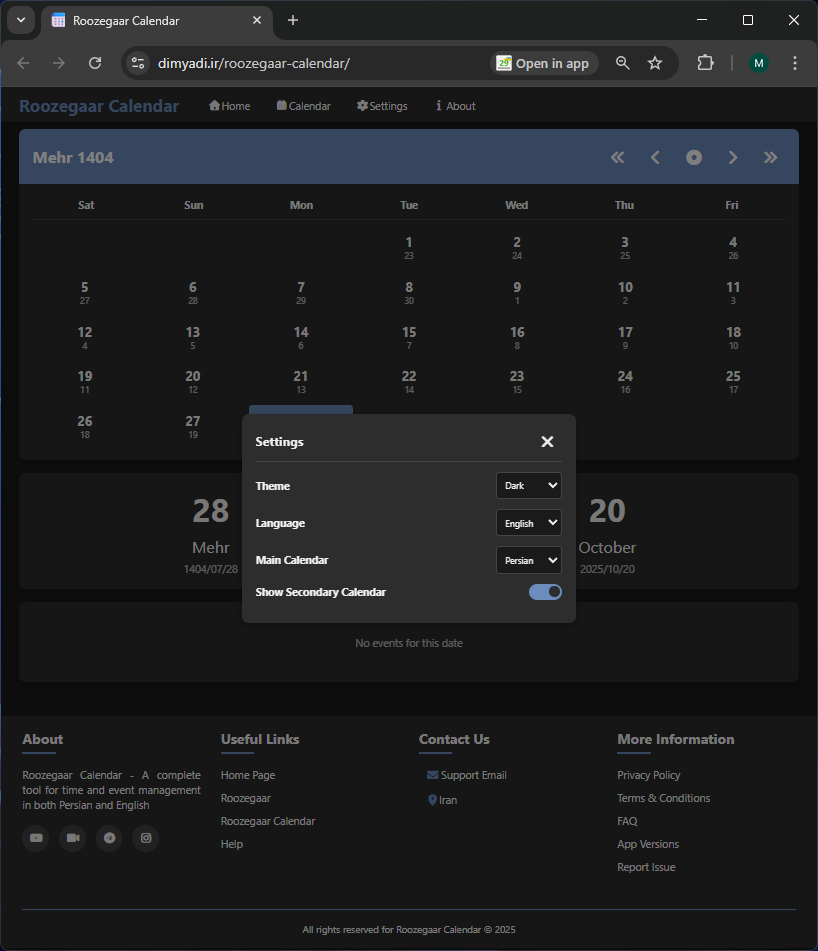 Roozegaar Calendar
dimyadi.ir/roozegaar-calendar/
29 Open in app
M
Roozegaar Calendar Home Calendar Settings About
Mehr 1404
Sat Sun Mon Tue Wed Thu Fri
1 2 3 4
23 24 25 26
5 6 7 8 9 10 11
27 28 29 30 1 2 3
12 13 14 15 16 17 18
4 5 6 7 8 9 10
19 20 21 22 23 24 25
11 12 13 14 15 16 17
26 27
18 19
Settings
Theme Dark
Language English
Main Calendar Persian
Show Secondary Calendar
28 20
Mehr October
1404/07/28 2025/10/20
No events for this date
About
Roozegaar Calendar - A complete
tool for time and event management
in both Persian and English
Useful Links
Home Page
Roozegaar
Roozegaar Calendar
Help
Contact Us
Support Email
Iran
More Information
Privacy Policy
Terms & Conditions
FAQ
App Versions
Report Issue
All rights reserved for Roozegaar Calendar © 2025